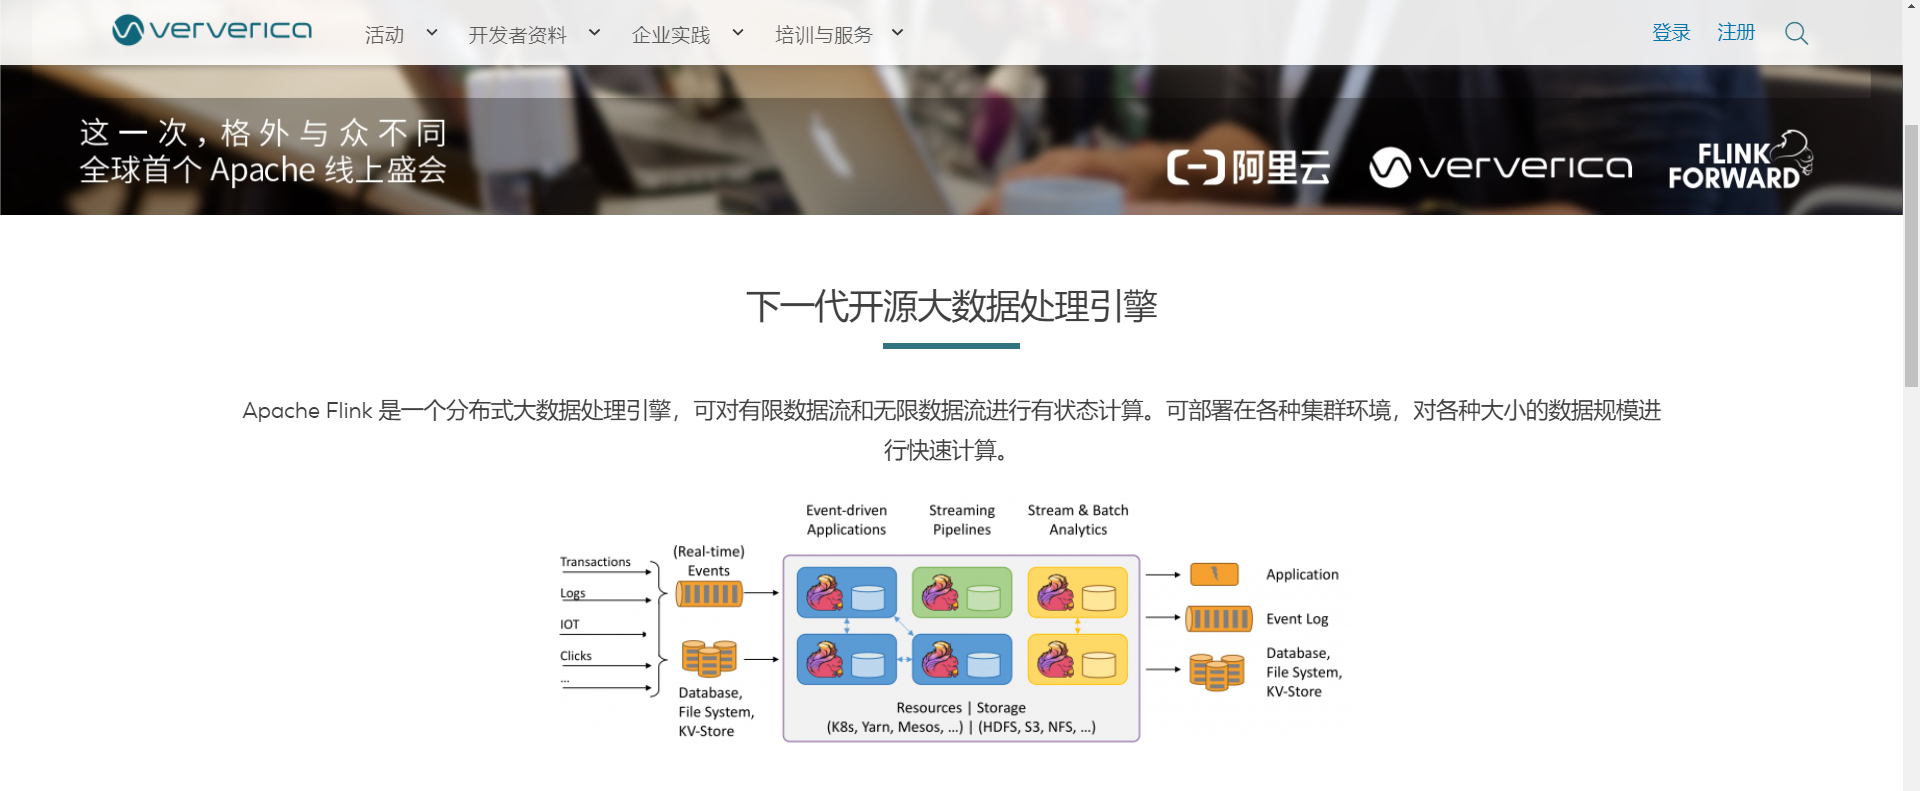 ververica
活动
开发者资料
企业实践
培训与服务
登录
注册
这一次，格外与众不同
全球首个 Apache 线上盛会
阿里云
ververica
FLINK
FORWARD
下一代开源大数据处理引擎
Apache Flink 是一个分布式大数据处理引擎，可对有限数据流和无限数据流进行有状态计算。可部署在各种集群环境，对各种大小的数据规模进
行快速计算。
Event-driven
Applications
Streaming
Pipelines
Stream & Batch
Analytics
Transactions
Logs
IOT
Clicks
...
(Real-time)
Events
Database,
File System,
KV-Store
Resources | Storage
(K8s, Yarn, Mesos, ...) | (HDFS, S3, NFS, ...)
Application
Event Log
Database,
File System,
KV-Store